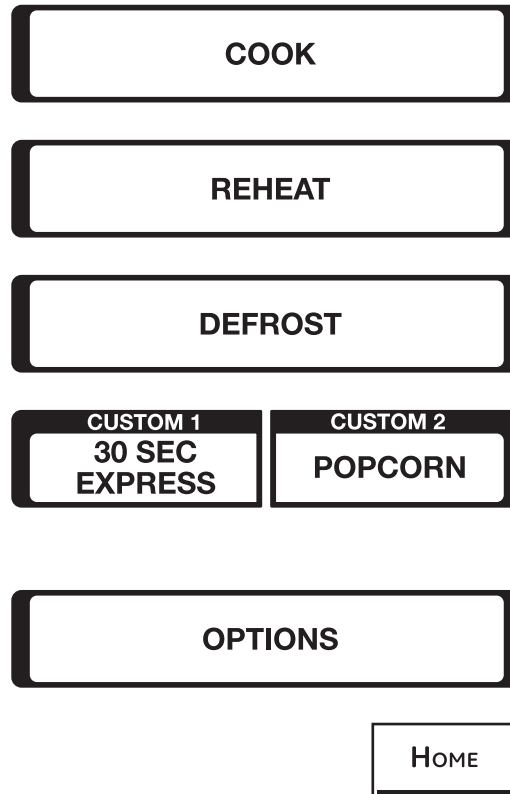 COOK
REHEAT
DEFROST
CUSTOM 1 CUSTOM 2
30 SEC
EXPRESS
POPCORN
OPTIONS
HOME